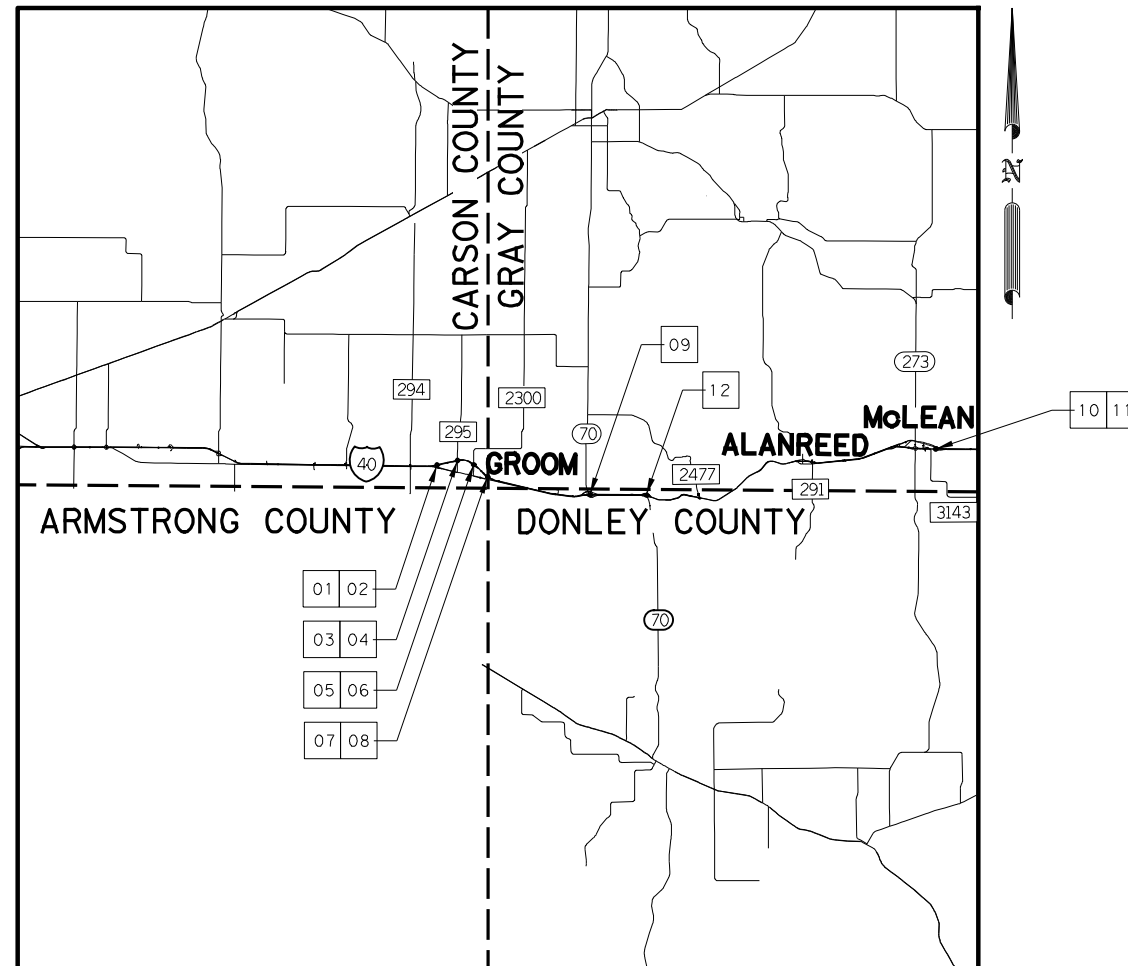 CARSON COUNTY
GRAY COUNTY
N
09
12
273
294
2300
McLEAN
10 11
295
70
ALANREED
40
GROOM
2477
291
3143
ARMSTRONG COUNTY
DONLEY COUNTY
01 02
03 04
05 06
07 08
70